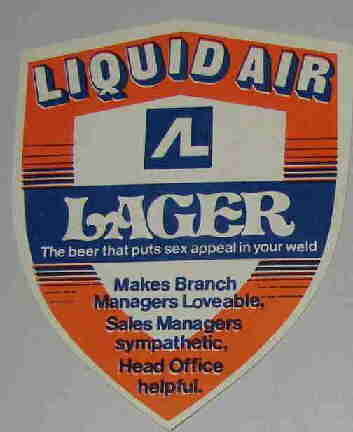 LIQUID AIR
AL
LAGER
The beer that puts sex appeal in your weld
Makes Branch
Managers Loveable,
Sales Managers
sympathetic,
Head Office
helpful.